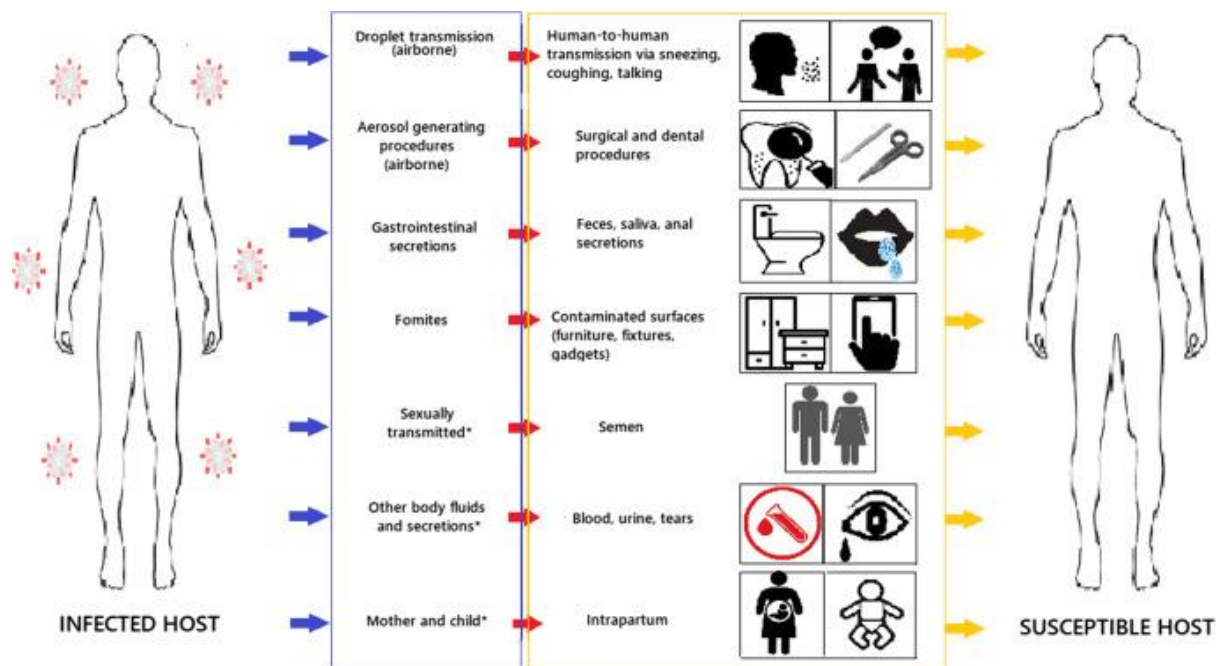 Droplet transmission
(airborne)
Human-to-human
transmission via sneezing,
coughing, talking
Aerosol generating
procedures
(airborne)
Surgical and dental
procedures
Gastrointestinal
secretions
Feces, saliva, anal
secretions
Fomites
Contaminated surfaces
(furniture, fixtures,
gadgets)
Sexually
transmitted*
Semen
Other body fluids
and secretions*
Blood, urine, tears
Mother and child*
Intrapartum
INFECTED HOST
SUSCEPTIBLE HOST